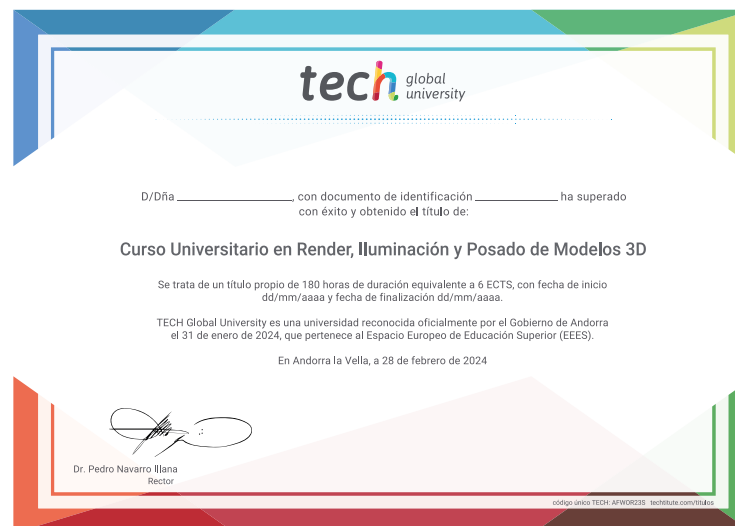 tech global university
D/Dña ______________, con documento de identificación ______________ ha superado
con éxito y obtenido el título de:
Curso Universitario en Render, Iluminación y Posado de Modelos 3D
Se trata de un título propio de 180 horas de duración equivalente a 6 ECTS, con fecha de inicio
dd/mm/aaaa y fecha de finalización dd/mm/aaaa.
TECH Global University es una universidad reconocida oficialmente por el Gobierno de Andorra
el 31 de enero de 2024, que pertenece al Espacio Europeo de Educación Superior (EEES).
En Andorra la Vella, a 28 de febrero de 2024
Dr. Pedro Navarro Illana
Rector
código único TECH: AFWOR235 techtitute.com/titulos